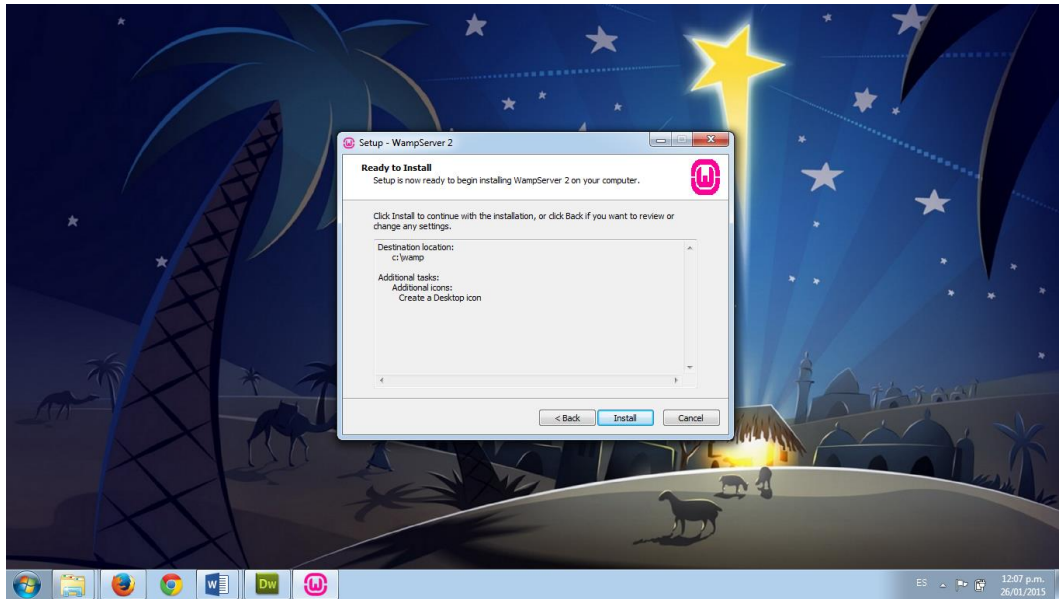 Setup - WampServer 2
Ready to Install
Setup is now ready to begin installing WampServer 2 on your computer.
Click Install to continue with the installation, or click Back if you want to review or
change any settings.
Destination location:
c:\wamp
Additional tasks:
Additional icons:
Create a Desktop icon
< Back
Install
Cancel
W
Dw
ES
12:07 p.m.
26/01/2015